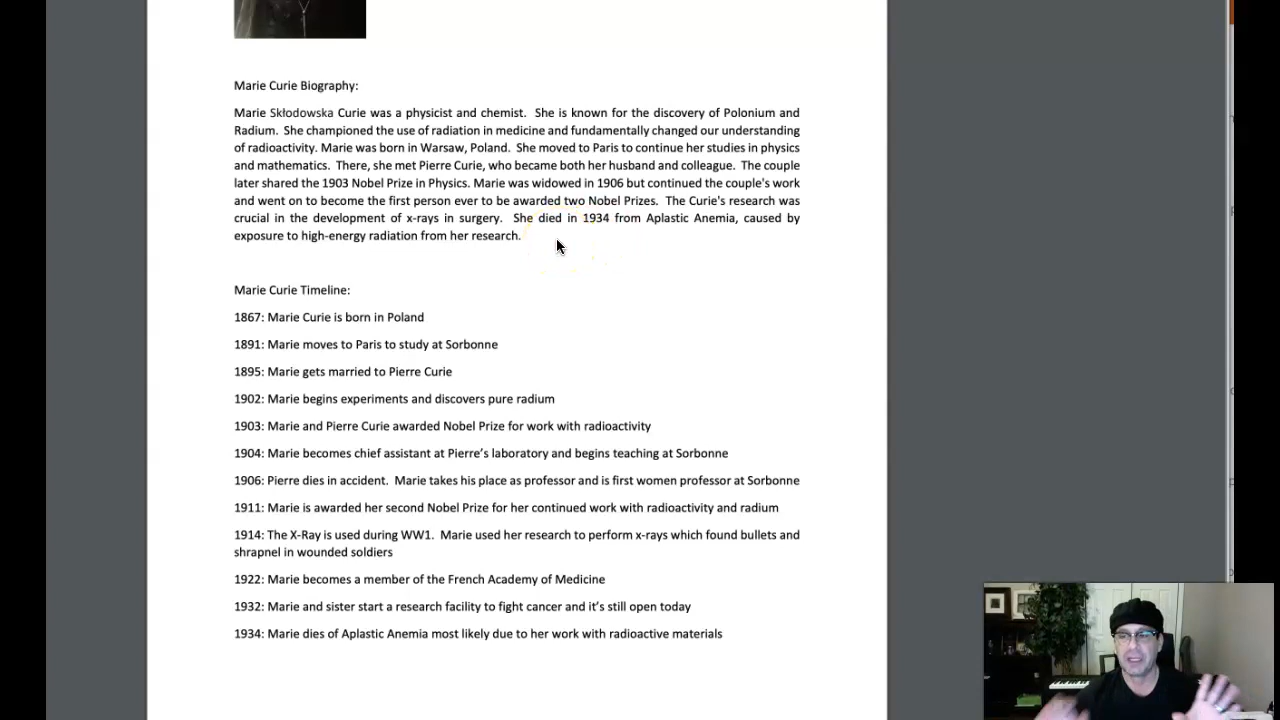 Marie Curie Biography:
Marie Skłodowska Curie was a physicist and chemist.  She is known for the discovery of Polonium and
Radium.  She championed the use of radiation in medicine and fundamentally changed our understanding
of radioactivity. Marie was born in Warsaw, Poland.  She moved to Paris to continue her studies in physics
and mathematics.  There, she met Pierre Curie, who became both her husband and colleague.  The couple
later shared the 1903 Nobel Prize in Physics. Marie was widowed in 1906 but continued the couple's work
and went on to become the first person ever to be awarded two Nobel Prizes.  The Curie's research was
crucial in the development of x-rays in surgery.  She died in 1934 from Aplastic Anemia, caused by
exposure to high-energy radiation from her research.
Marie Curie Timeline:
1867: Marie Curie is born in Poland
1891: Marie moves to Paris to study at Sorbonne
1895: Marie gets married to Pierre Curie
1902: Marie begins experiments and discovers pure radium
1903: Marie and Pierre Curie awarded Nobel Prize for work with radioactivity
1904: Marie becomes chief assistant at Pierre’s laboratory and begins teaching at Sorbonne
1906: Pierre dies in accident.  Marie takes his place as professor and is first women professor at Sorbonne
1911: Marie is awarded her second Nobel Prize for her continued work with radioactivity and radium
1914: The X-Ray is used during WW1.  Marie used her research to perform x-rays which found bullets and
shrapnel in wounded soldiers
1922: Marie becomes a member of the French Academy of Medicine
1932: Marie and sister start a research facility to fight cancer and it’s still open today
1934: Marie dies of Aplastic Anemia most likely due to her work with radioactive materials